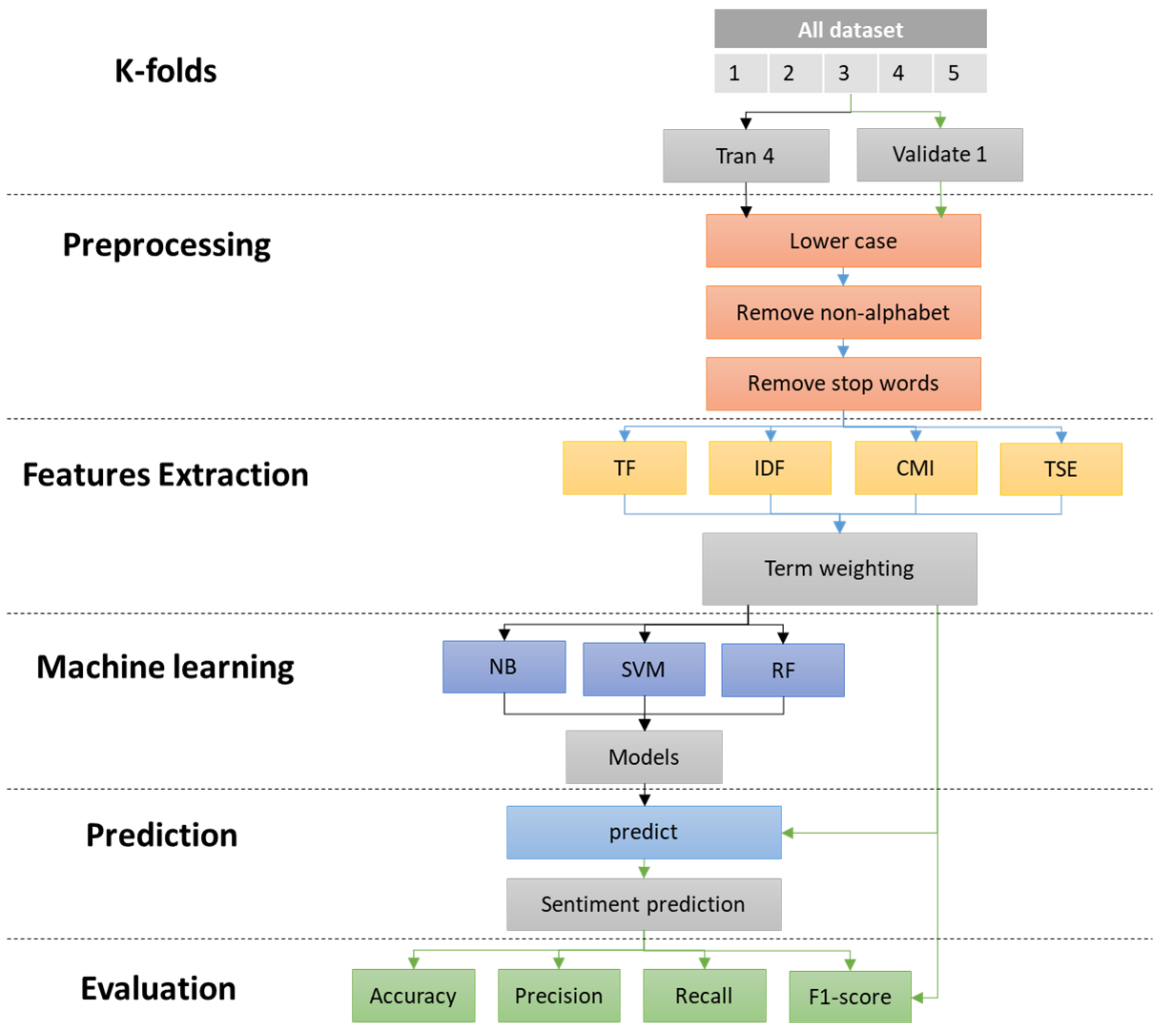 All dataset
K-folds
1 2 3 4 5
Tran 4
Validate 1
Preprocessing
Lower case
Remove non-alphabet
Remove stop words
Features Extraction
TF
IDF
CMI
TSE
Term weighting
Machine learning
NB
SVM
RF
Models
Prediction
predict
Sentiment prediction
Evaluation
Accuracy
Precision
Recall
F1-score